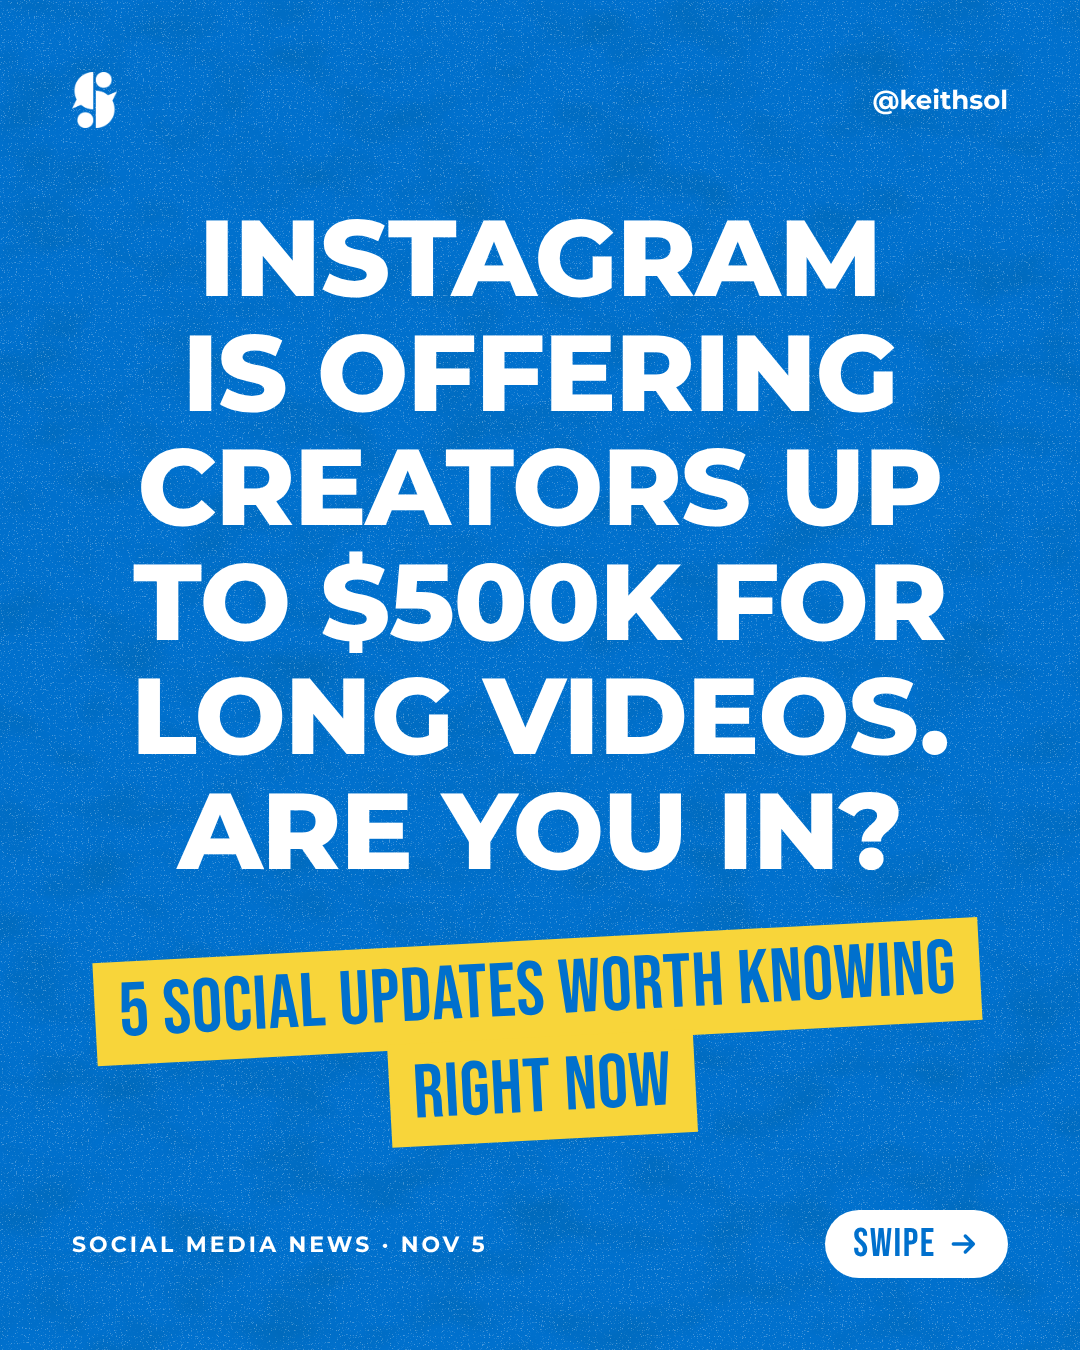 @keithsol
INSTAGRAM
IS OFFERING
CREATORS UP
TO $500K FOR
LONG VIDEOS.
ARE YOU IN?
5 SOCIAL UPDATES WORTH KNOWING
RIGHT NOW
SOCIAL MEDIA NEWS · NOV 5
SWIPE →